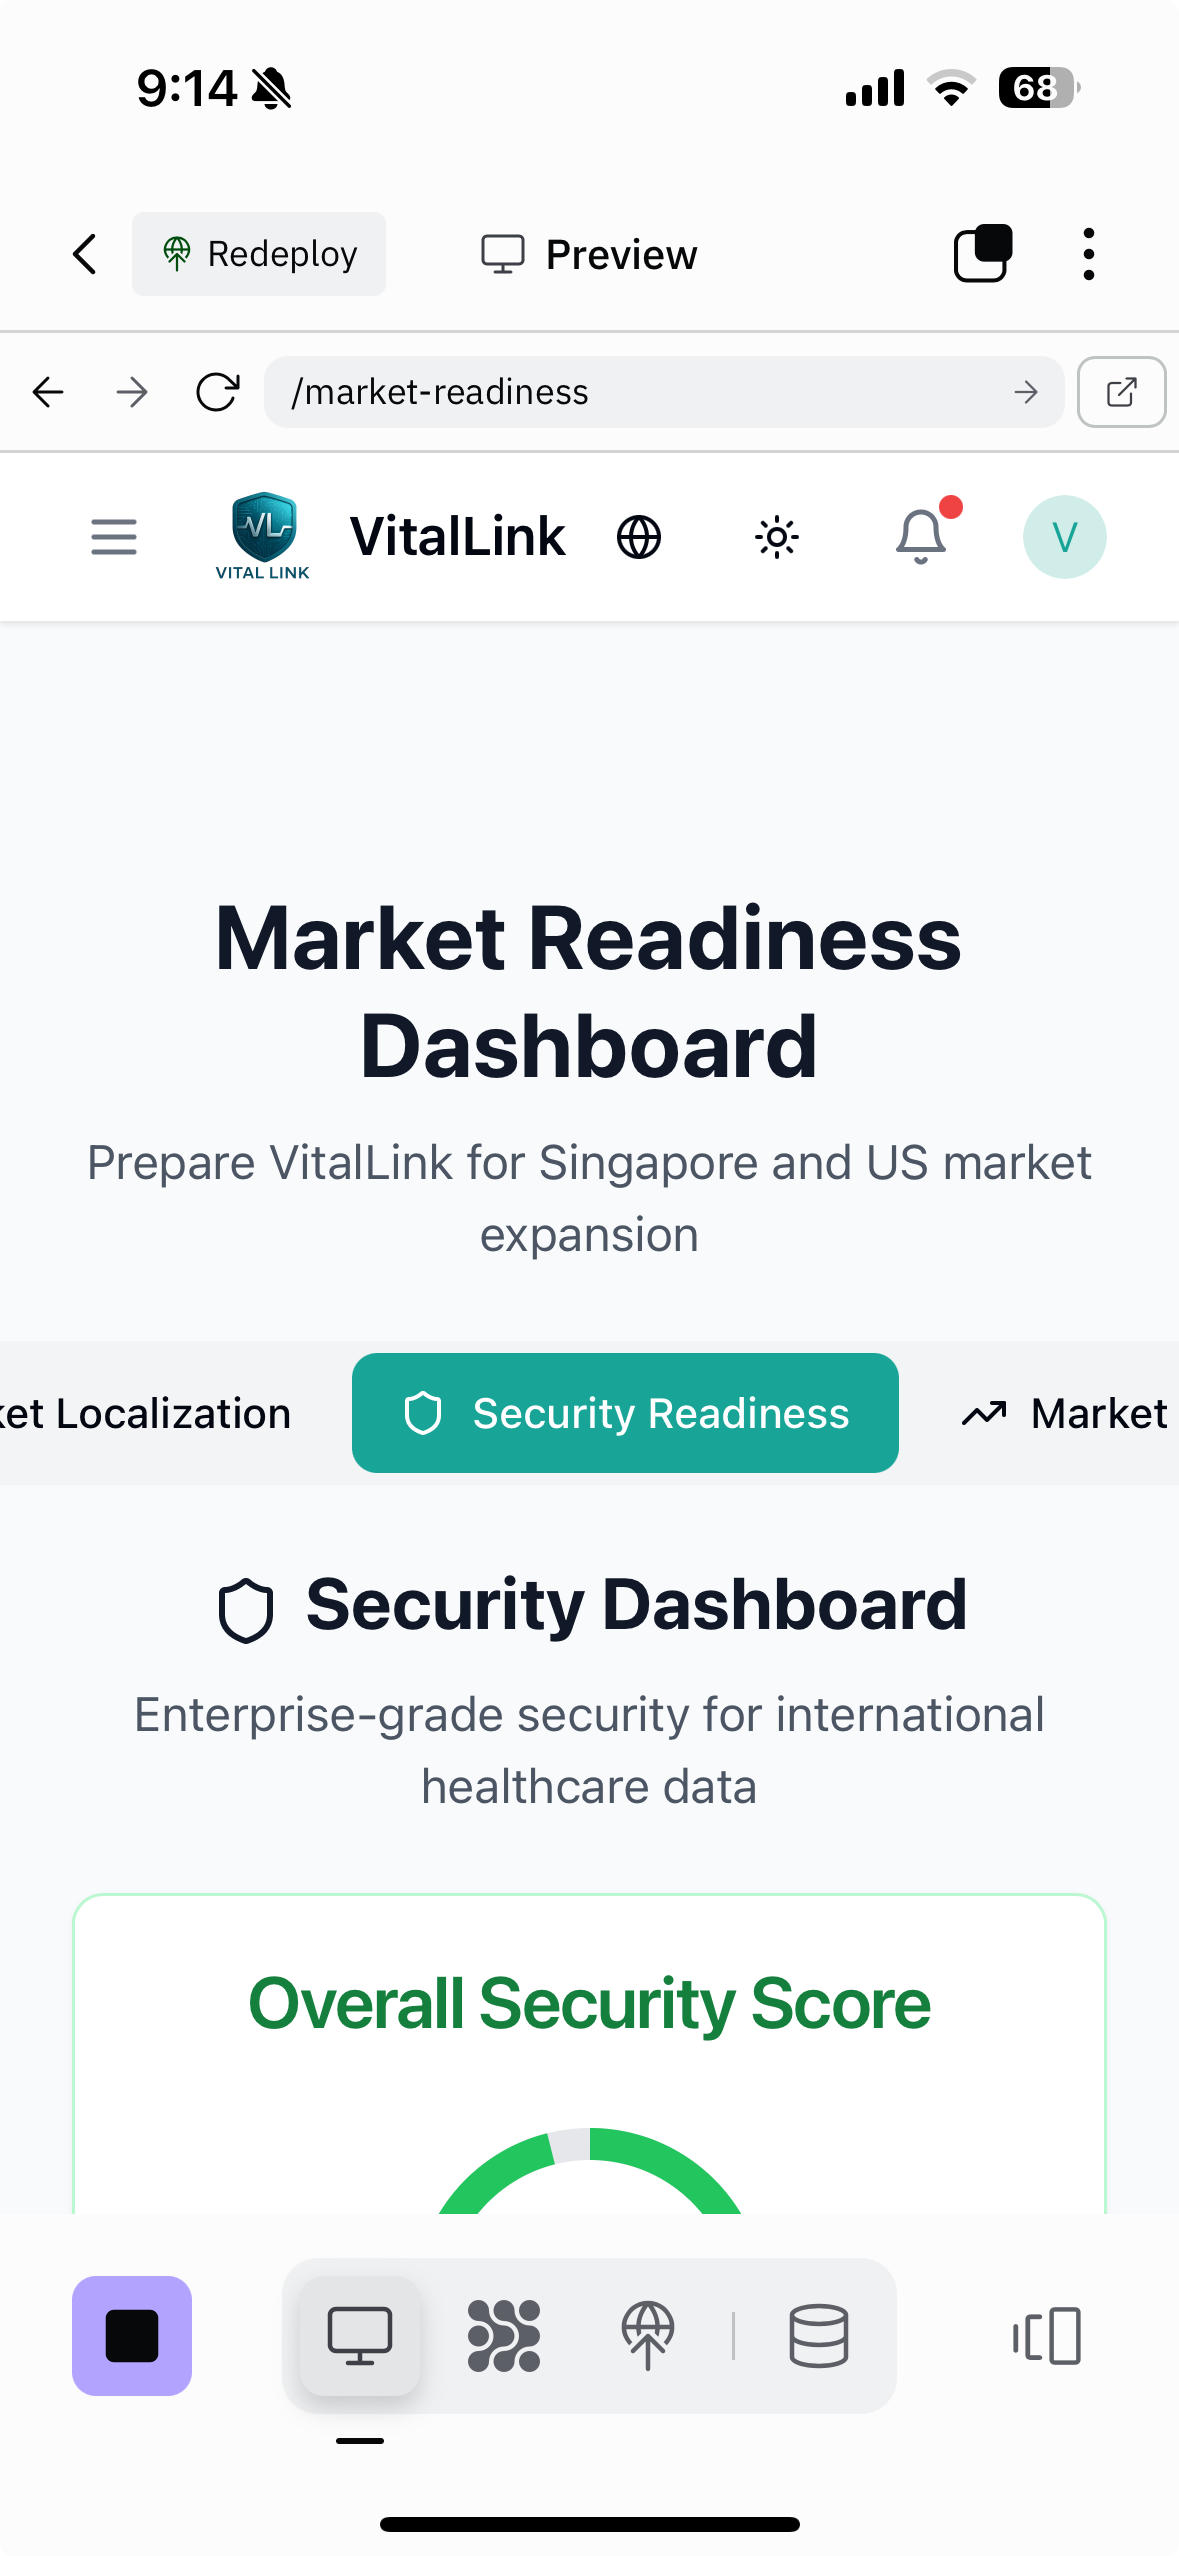 9:14
68
Redeploy
Preview
/market-readiness
VL
VITAL LINK
VitalLink
V
Market Readiness
Dashboard
Prepare VitalLink for Singapore and US market
expansion
ket Localization
Security Readiness
Market
Security Dashboard
Enterprise-grade security for international
healthcare data
Overall Security Score